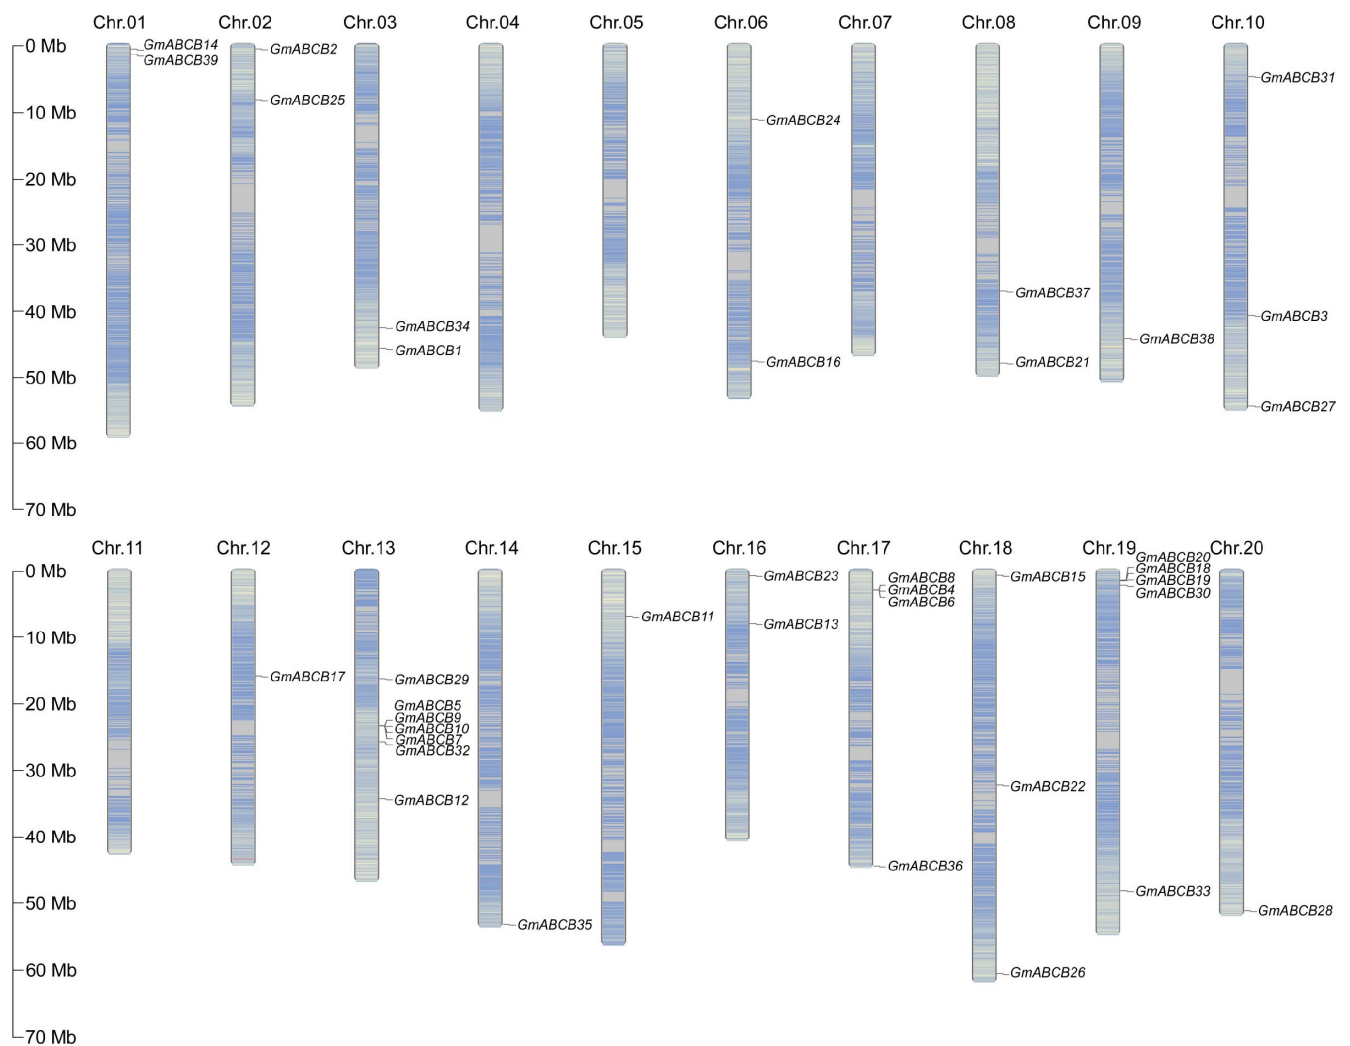 Chr.01 Chr.02 Chr.03 Chr.04 Chr.05 Chr.06 Chr.07 Chr.08 Chr.09 Chr.10
0 Mb
GmABCB14
GmABCB39
GmABCB2
GmABCB25
GmABCB31
10 Mb
GmABCB24
20 Mb
30 Mb
GmABCB37
40 Mb
GmABCB34
GmABCB1
GmABCB3
GmABCB38
GmABCB16
GmABCB21
50 Mb
GmABCB27
60 Mb
70 Mb
Chr.11 Chr.12 Chr.13 Chr.14 Chr.15 Chr.16 Chr.17 Chr.18 Chr.19 Chr.20
0 Mb
GmABCB23
GmABCB8
GmABCB4
GmABCB6
GmABCB15
GmABCB20
GmABCB18
GmABCB19
GmABCB30
10 Mb
GmABCB11
GmABCB13
GmABCB17
GmABCB29
20 Mb
GmABCB5
GmABCB9
GmABCB10
GmABCB7
GmABCB32
30 Mb
GmABCB12
GmABCB22
40 Mb
GmABCB36
GmABCB33
50 Mb
GmABCB35
GmABCB28
60 Mb
GmABCB26
70 Mb